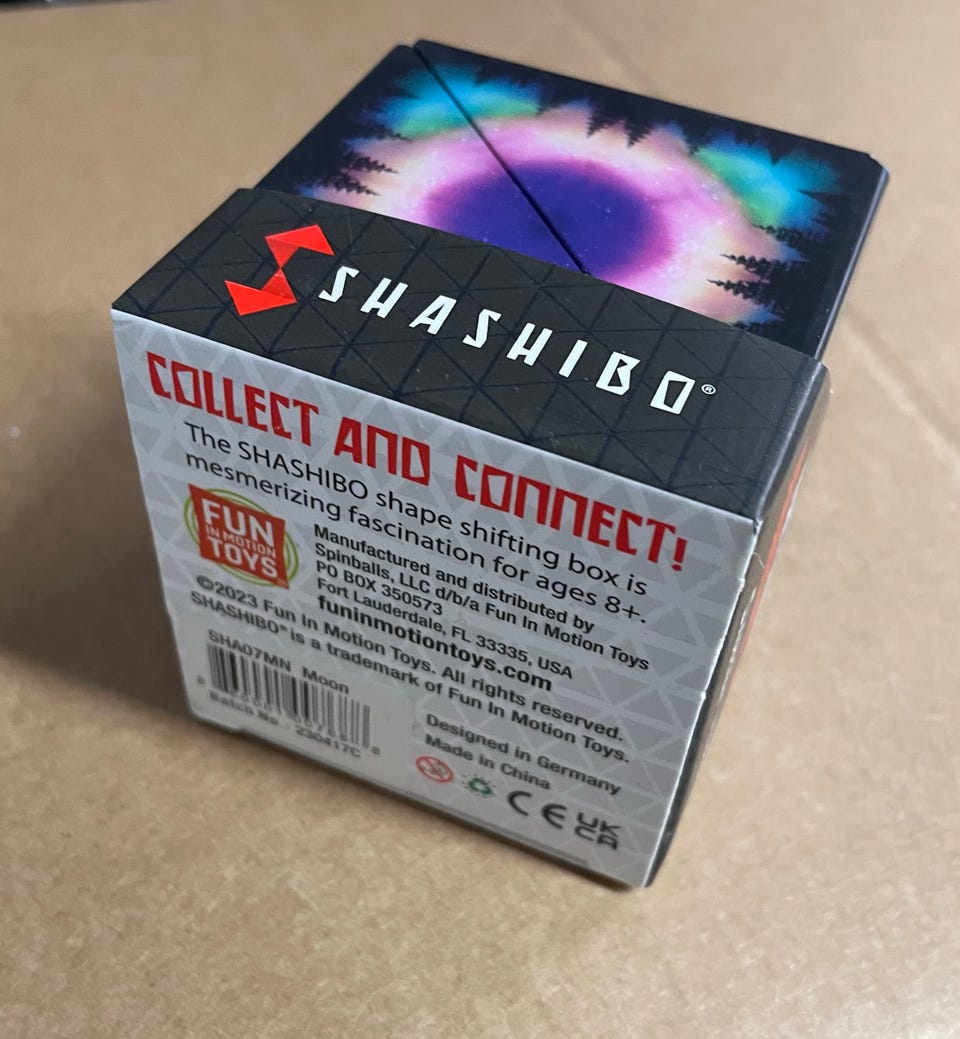 SHASHIBO®
COLLECT AND CONNECT!
The SHASHIBO shape shifting box is
mesmerizing fascination for ages 8+.
FUN
IN MOTION
TOYS
Manufactured and distributed by
Spinballs, LLC d/b/a Fun In Motion Toys
PO BOX 350573
Fort Lauderdale, FL 33335, USA
funinmotiontoys.com
©2023 Fun In Motion Toys. All rights reserved.
SHASHIBO® is a trademark of Fun In Motion Toys.
SHA07MN Moon
Batch No.: 230417C
Designed in Germany
Made in China
CE
UK
CA